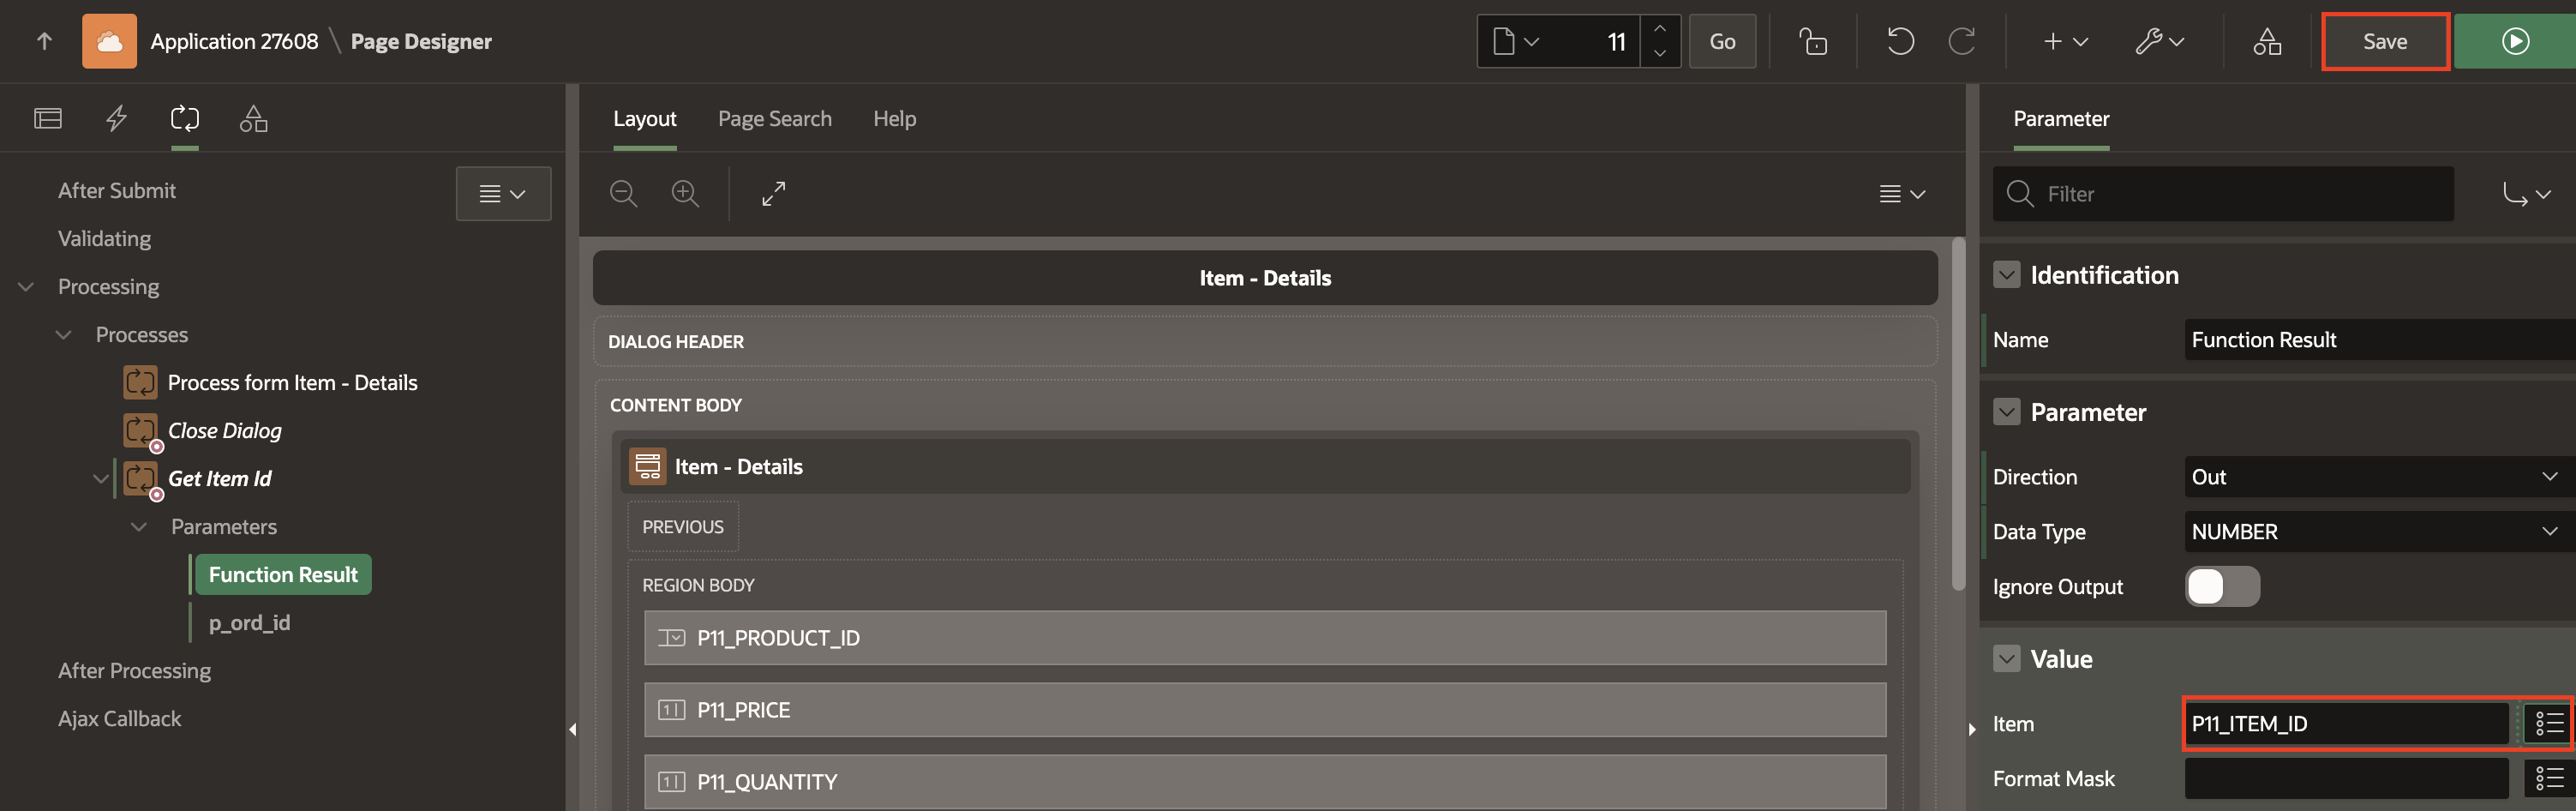 Application 27608 \ Page Designer
11
Go
Save
After Submit
Validating
Processing
Processes
Process form Item - Details
Close Dialog
Get Item Id
Parameters
Function Result
p_ord_id
After Processing
Ajax Callback
Layout
Page Search
Help
Item - Details
DIALOG HEADER
CONTENT BODY
Item - Details
PREVIOUS
REGION BODY
P11_PRODUCT_ID
P11_PRICE
P11_QUANTITY
Parameter
Filter
Identification
Name Function Result
Parameter
Direction Out
Data Type NUMBER
Ignore Output
Value
Item P11_ITEM_ID
Format Mask